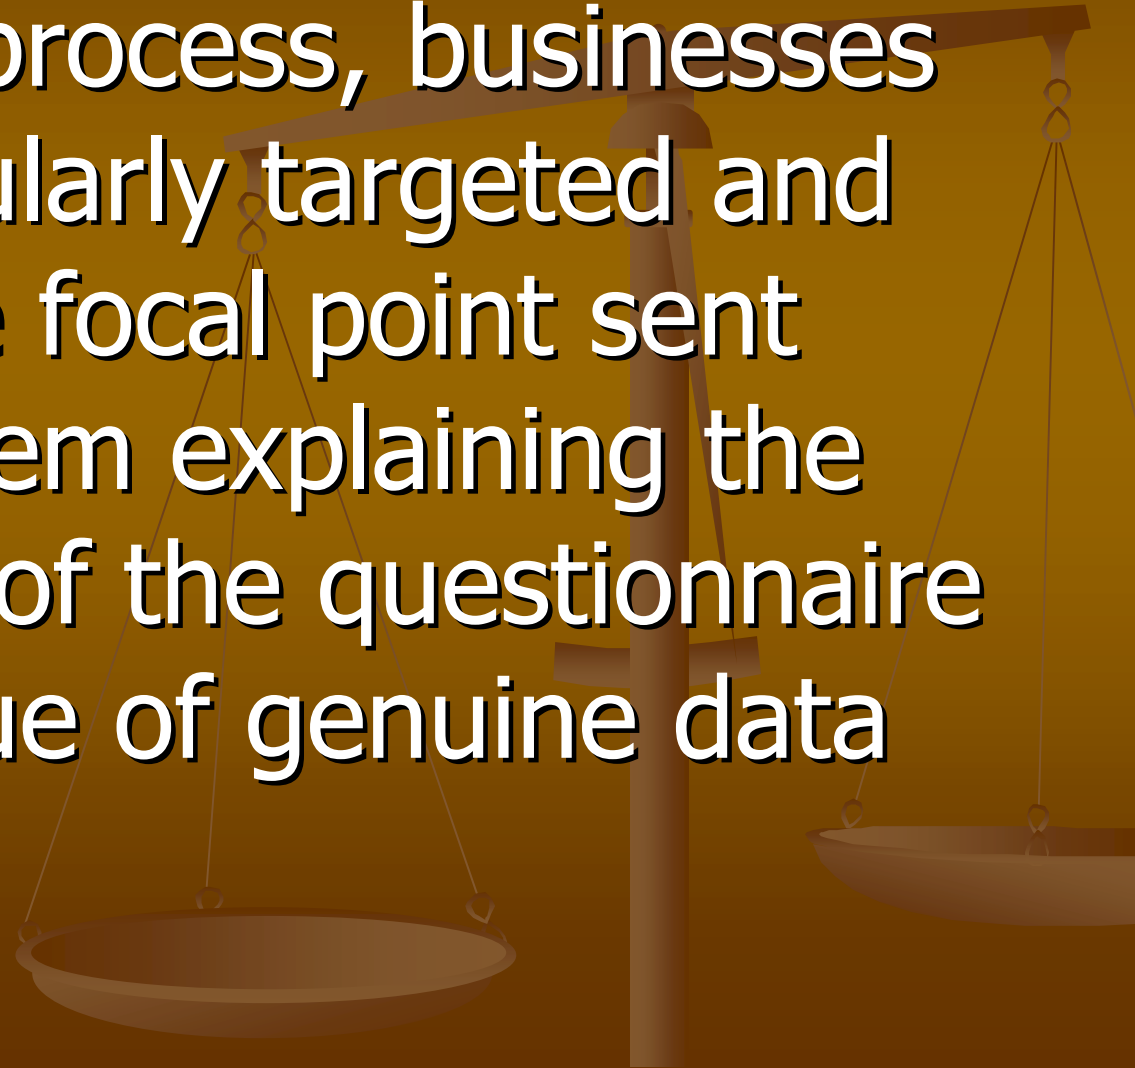 process, businesses
ularly targeted and
focal point sent
em explaining the
of the questionnaire
ue of genuine data